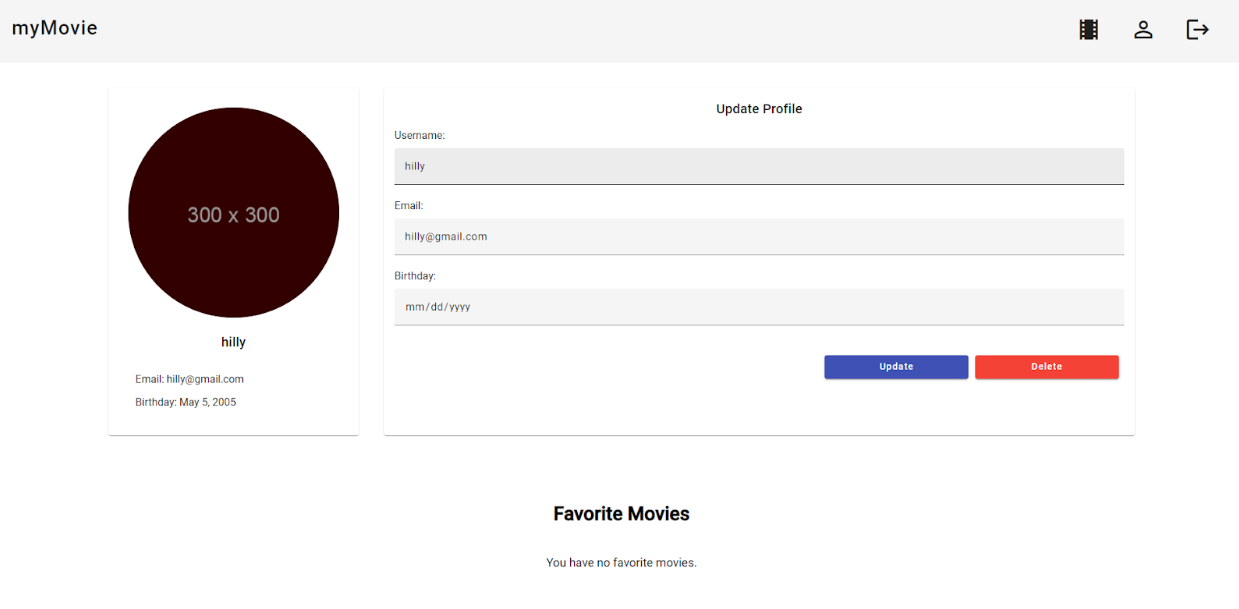 myMovie
300 x 300
hilly
Email: hilly@gmail.com
Birthday: May 5, 2005
Update Profile
Username:
hilly
Email:
hilly@gmail.com
Birthday:
mm/dd/yyyy
Update Delete
Favorite Movies
You have no favorite movies.